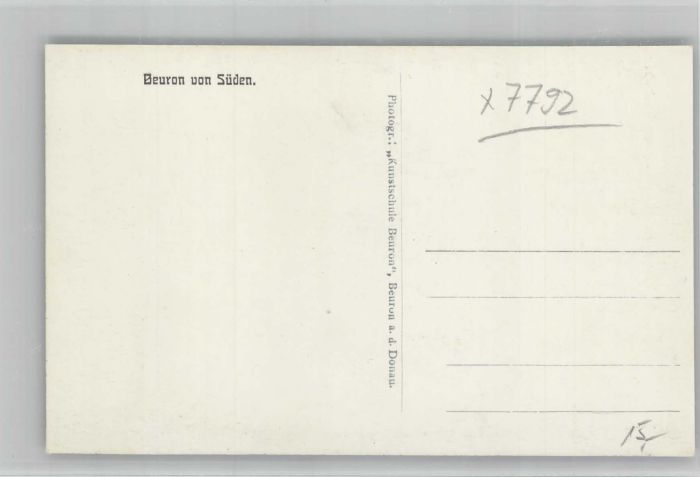 Beuron von Süden.
Photogr.: „Kunstschule Beuron“, Beuron a. d. Donau.
x 7792
15,-